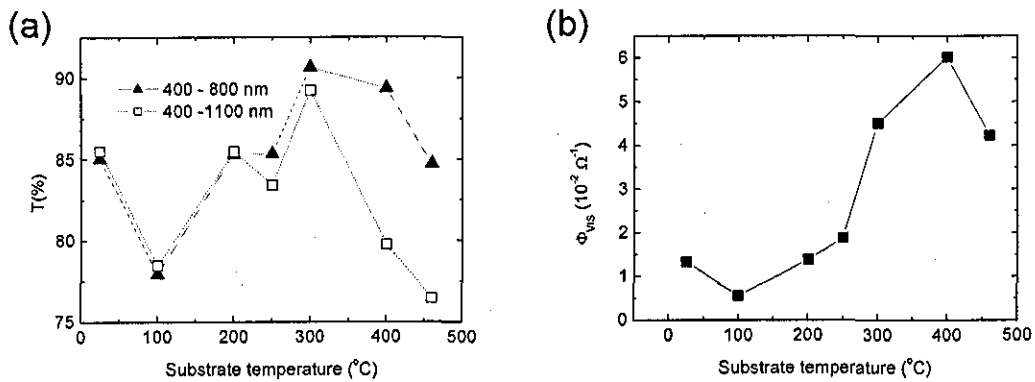 (a)
T(%)
90
85
80
75
400 - 800 nm
400 -1100 nm
0 100 200 300 400 500
Substrate temperature (°C)
(b)
Φvis (10⁻² Ω⁻¹)
6
5
4
3
2
1
0
0 100 200 300 400 500
Substrate temperature (°C)